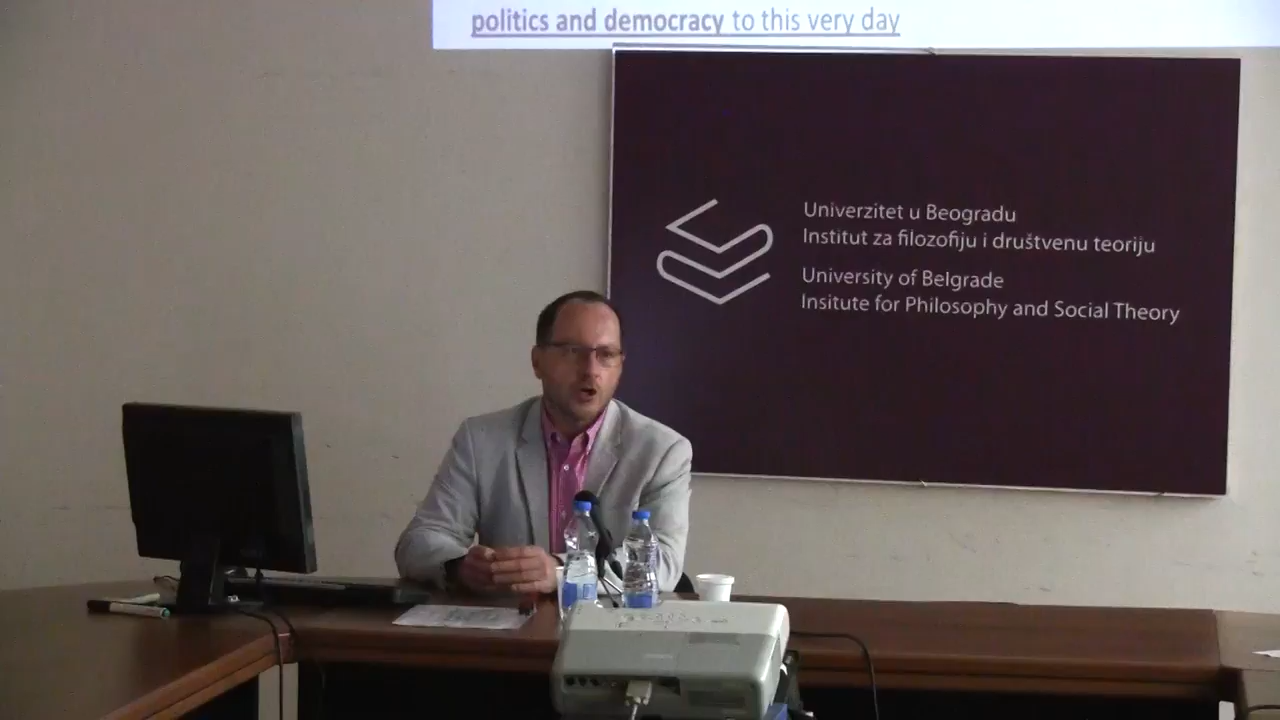 politics and democracy to this very day
Univerzitet u Beogradu
Institut za filozofiju i društvenu teoriju
University of Belgrade
Insitute for Philosophy and Social Theory